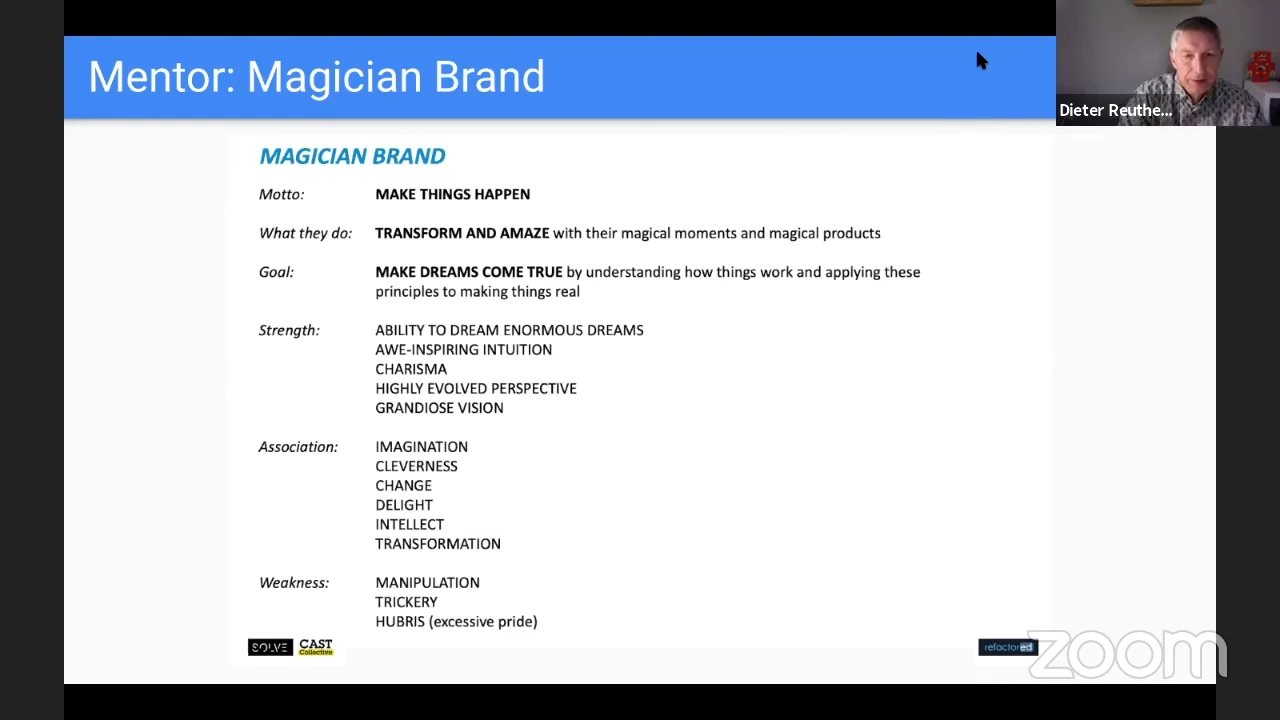 Mentor: Magician Brand
Dieter Reuthe...
MAGICIAN BRAND
Motto: MAKE THINGS HAPPEN
What they do: TRANSFORM AND AMAZE with their magical moments and magical products
Goal: MAKE DREAMS COME TRUE by understanding how things work and applying these
principles to making things real
Strength: ABILITY TO DREAM ENORMOUS DREAMS
AWE-INSPIRING INTUITION
CHARISMA
HIGHLY EVOLVED PERSPECTIVE
GRANDIOSE VISION
Association: IMAGINATION
CLEVERNESS
CHANGE
DELIGHT
INTELLECT
TRANSFORMATION
Weakness: MANIPULATION
TRICKERY
HUBRIS (excessive pride)
SOLVE
CAST
Collective
refactored
zoom